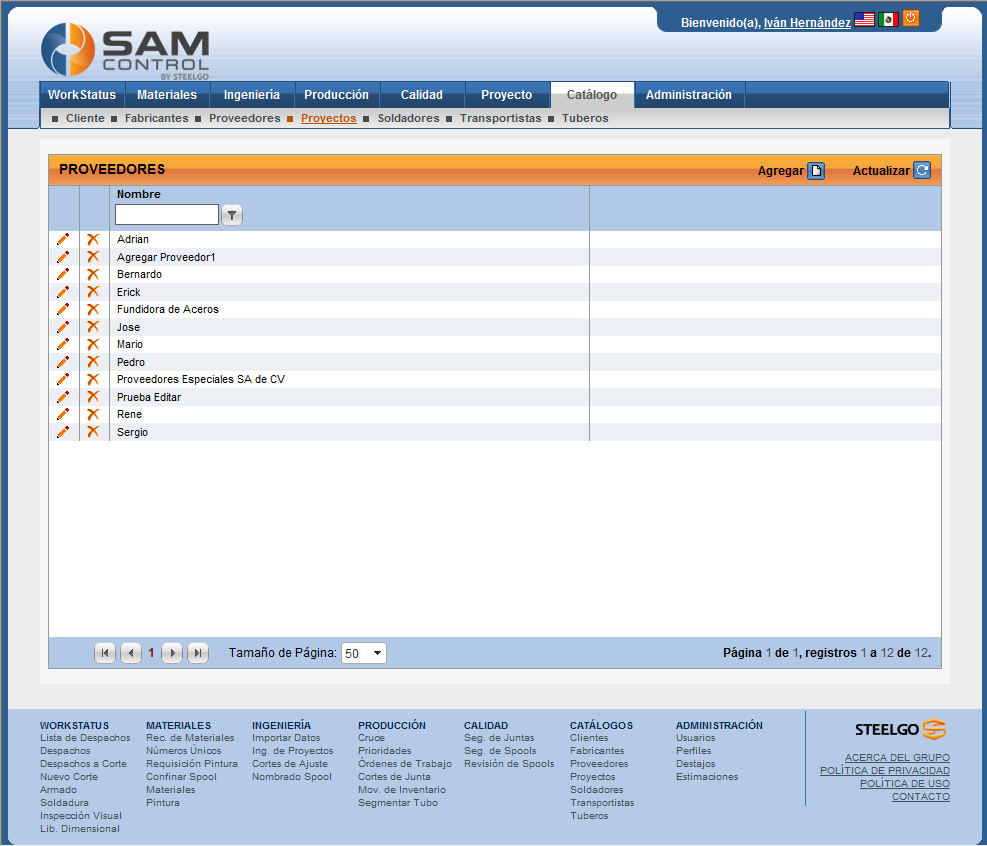 Bienvenido(a), Iván Hernández
SAM
CONTROL
BY STEELGO
WorkStatus Materiales Ingeniería Producción Calidad Proyecto Catálogo Administración
Cliente Fabricantes Proveedores Proyectos Soldadores Transportistas Tuberos
PROVEEDORES Agregar Actualizar
Nombre
Adrian
Agregar Proveedor1
Bernardo
Erick
Fundidora de Aceros
Jose
Mario
Pedro
Proveedores Especiales SA de CV
Prueba Editar
Rene
Sergio
1 Tamaño de Página: 50 Página 1 de 1, registros 1 a 12 de 12.
WORKSTATUS
Lista de Despachos
Despachos
Despachos a Corte
Nuevo Corte
Armado
Soldadura
Inspección Visual
Lib. Dimensional
MATERIALES
Rec. de Materiales
Números Únicos
Requisición Pintura
Confinar Spool
Materiales
Pintura
INGENIERÍA
Importar Datos
Ing. de Proyectos
Cortes de Ajuste
Nombrado Spool
PRODUCCIÓN
Cruce
Prioridades
Órdenes de Trabajo
Cortes de Junta
Mov. de Inventario
Segmentar Tubo
CALIDAD
Seg. de Juntas
Seg. de Spools
Revisión de Spools
CATÁLOGOS
Clientes
Fabricantes
Proveedores
Proyectos
Soldadores
Transportistas
Tuberos
ADMINISTRACIÓN
Usuarios
Perfiles
Destajos
Estimaciones
STEELGO
ACERCA DEL GRUPO
POLÍTICA DE PRIVACIDAD
POLÍTICA DE USO
CONTACTO